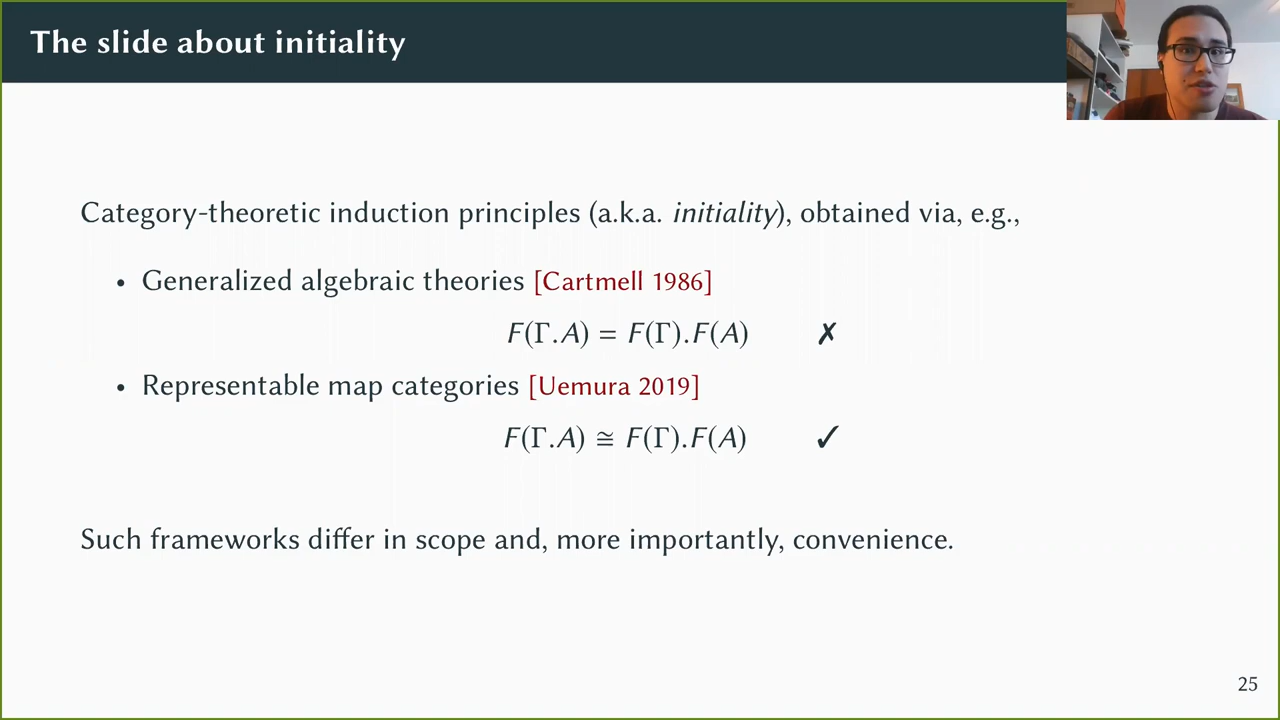 The slide about initiality
Category-theoretic induction principles (a.k.a. initiality), obtained via, e.g.,
• Generalized algebraic theories [Cartmell 1986]
F(Γ.A) = F(Γ).F(A) ✗
• Representable map categories [Uemura 2019]
F(Γ.A) ≅ F(Γ).F(A) ✓
Such frameworks differ in scope and, more importantly, convenience.
25